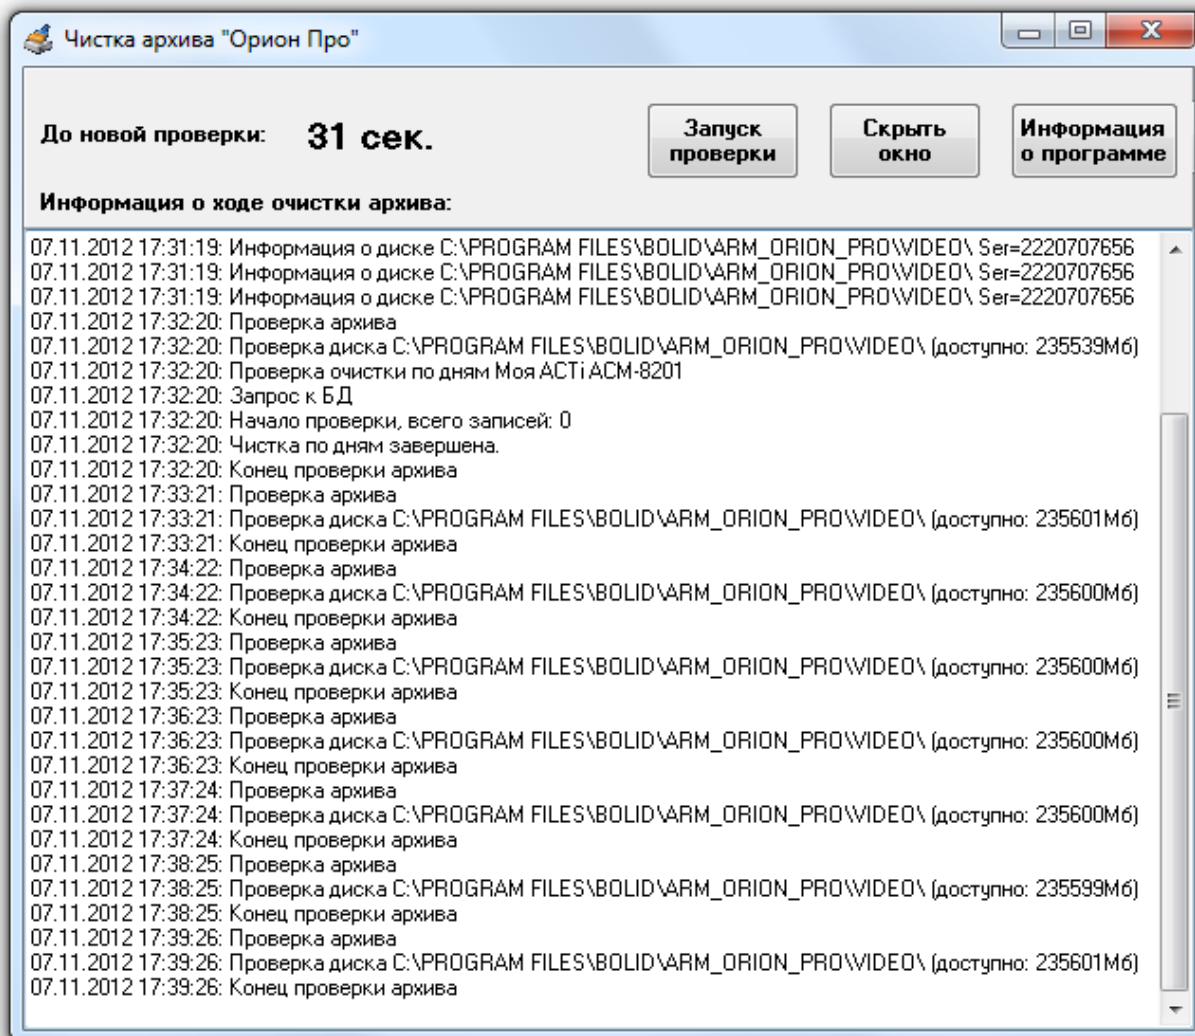 Чистка архива "Орион Про"
До новой проверки: 31 сек.
Запуск проверки
Скрыть окно
Информация о программе
Информация о ходе очистки архива:
07.11.2012 17:31:19: Информация о диске C:\PROGRAM FILES\BOLID\ARM_ORION_PRO\VIDEO\ Ser=2220707656
07.11.2012 17:31:19: Информация о диске C:\PROGRAM FILES\BOLID\ARM_ORION_PRO\VIDEO\ Ser=2220707656
07.11.2012 17:31:19: Информация о диске C:\PROGRAM FILES\BOLID\ARM_ORION_PRO\VIDEO\ Ser=2220707656
07.11.2012 17:32:20: Проверка архива
07.11.2012 17:32:20: Проверка диска C:\PROGRAM FILES\BOLID\ARM_ORION_PRO\VIDEO\ (доступно: 235539Мб)
07.11.2012 17:32:20: Проверка очистки по дням Моя ACTi ACM-8201
07.11.2012 17:32:20: Запрос к БД
07.11.2012 17:32:20: Начало проверки, всего записей: 0
07.11.2012 17:32:20: Чистка по дням завершена.
07.11.2012 17:32:20: Конец проверки архива
07.11.2012 17:33:21: Проверка архива
07.11.2012 17:33:21: Проверка диска C:\PROGRAM FILES\BOLID\ARM_ORION_PRO\VIDEO\ (доступно: 235601Мб)
07.11.2012 17:33:21: Конец проверки архива
07.11.2012 17:34:22: Проверка архива
07.11.2012 17:34:22: Проверка диска C:\PROGRAM FILES\BOLID\ARM_ORION_PRO\VIDEO\ (доступно: 235600Мб)
07.11.2012 17:34:22: Конец проверки архива
07.11.2012 17:35:23: Проверка архива
07.11.2012 17:35:23: Проверка диска C:\PROGRAM FILES\BOLID\ARM_ORION_PRO\VIDEO\ (доступно: 235600Мб)
07.11.2012 17:35:23: Конец проверки архива
07.11.2012 17:36:23: Проверка архива
07.11.2012 17:36:23: Проверка диска C:\PROGRAM FILES\BOLID\ARM_ORION_PRO\VIDEO\ (доступно: 235600Мб)
07.11.2012 17:36:23: Конец проверки архива
07.11.2012 17:37:24: Проверка архива
07.11.2012 17:37:24: Проверка диска C:\PROGRAM FILES\BOLID\ARM_ORION_PRO\VIDEO\ (доступно: 235600Мб)
07.11.2012 17:37:24: Конец проверки архива
07.11.2012 17:38:25: Проверка архива
07.11.2012 17:38:25: Проверка диска C:\PROGRAM FILES\BOLID\ARM_ORION_PRO\VIDEO\ (доступно: 235599Мб)
07.11.2012 17:38:25: Конец проверки архива
07.11.2012 17:39:26: Проверка архива
07.11.2012 17:39:26: Проверка диска C:\PROGRAM FILES\BOLID\ARM_ORION_PRO\VIDEO\ (доступно: 235601Мб)
07.11.2012 17:39:26: Конец проверки архива